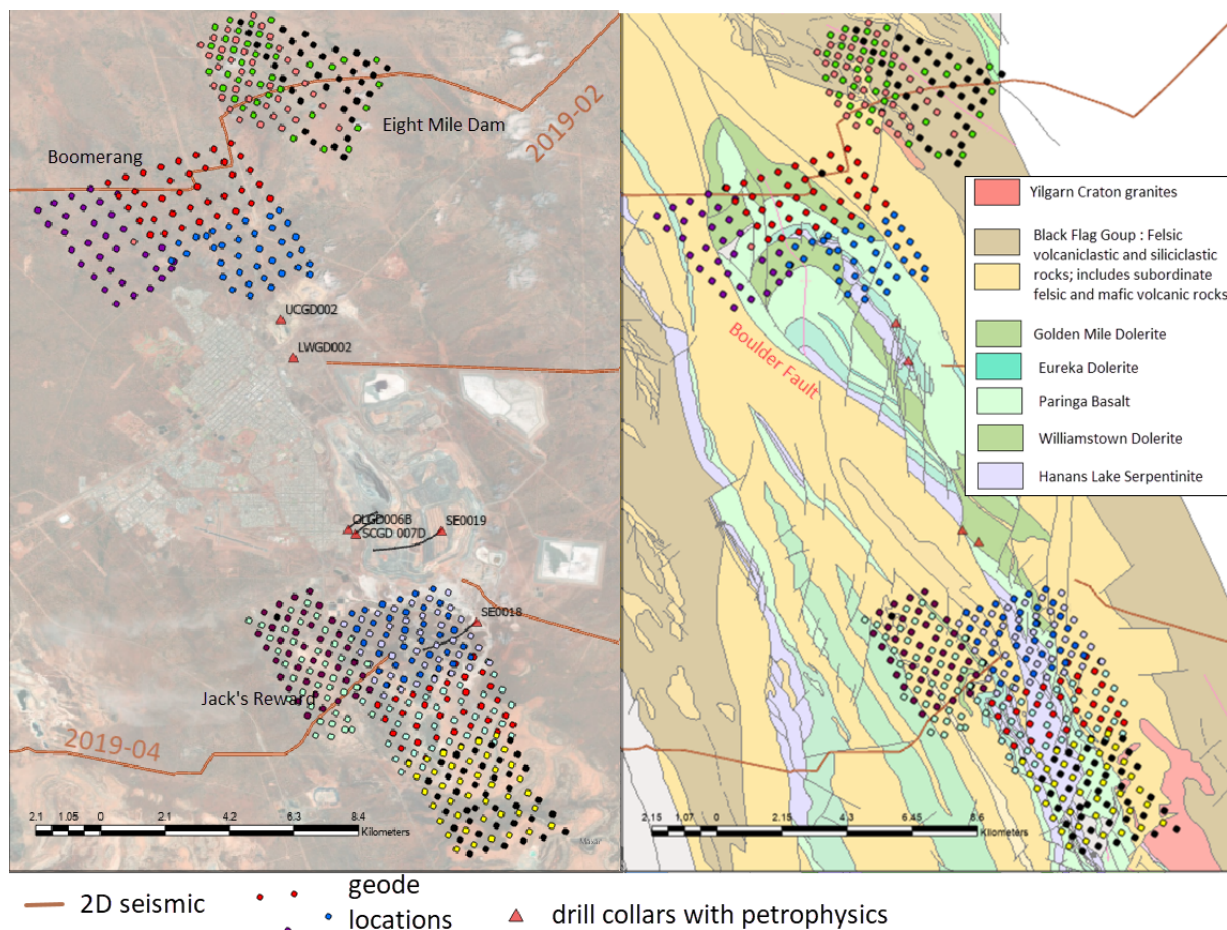 Eight Mile Dam
2019-02
Boomerang
UCGD002
LWGD002
SCGD 007D
SE0019
SE0018
Jack's Reward
2019-04
2.1 1.05 0 2.1 4.2 6.3 8.4
Kilometers
Boulder Fault
Yilgarn Craton granites
Black Flag Goup : Felsic
volcaniclastic and siliciclastic
rocks; includes subordinate
felsic and mafic volcanic rocks
Golden Mile Dolerite
Eureka Dolerite
Paringa Basalt
Williamstown Dolerite
Hanans Lake Serpentinite
2.15 1.07 0 2.15 4.3 6.45 8.6
Kilometers
2D seismic
geode
locations
drill collars with petrophysics